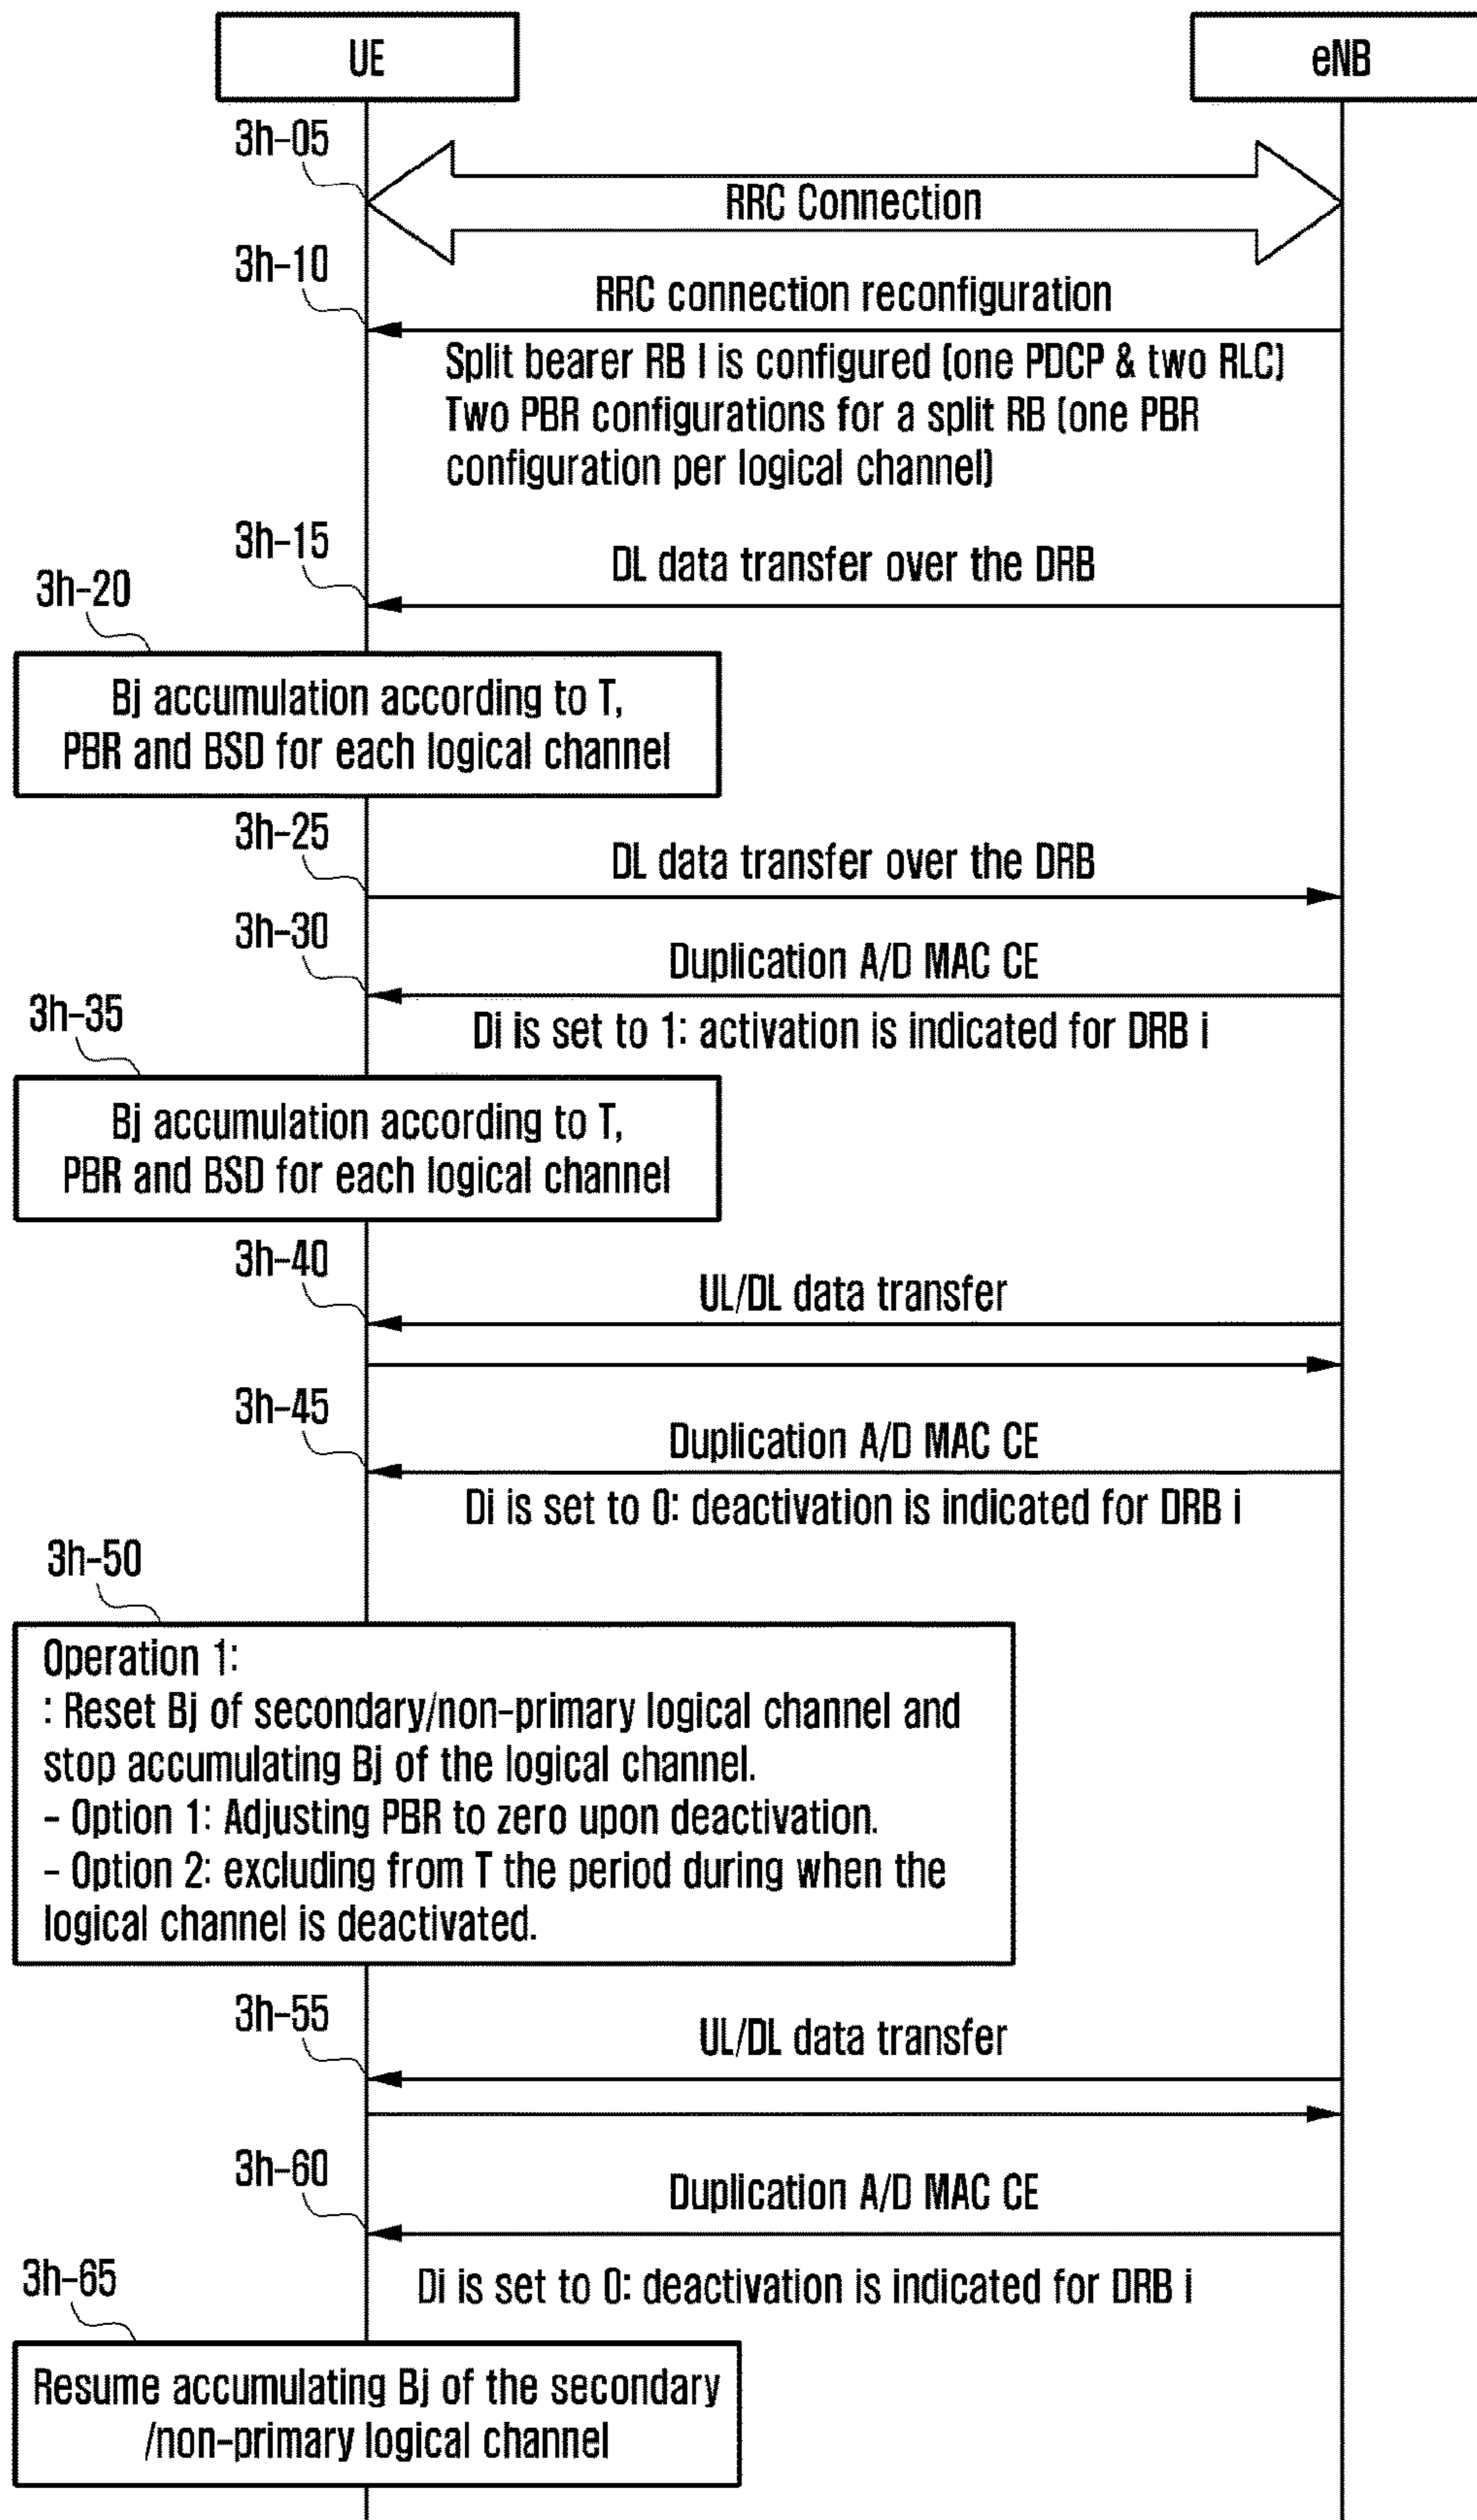 UE
eNB
3h-05
RRC Connection
3h-10
RRC connection reconfiguration
Split bearer RB I is configured (one PDCP & two RLC)
Two PBR configurations for a split RB (one PBR
configuration per logical channel)
3h-15
DL data transfer over the DRB
3h-20
Bj accumulation according to T,
PBR and BSD for each logical channel
3h-25
DL data transfer over the DRB
3h-30
Duplication A/D MAC CE
Di is set to 1: activation is indicated for DRB i
3h-35
Bj accumulation according to T,
PBR and BSD for each logical channel
3h-40
UL/DL data transfer
3h-45
Duplication A/D MAC CE
Di is set to 0: deactivation is indicated for DRB i
3h-50
Operation 1:
: Reset Bj of secondary/non-primary logical channel and
stop accumulating Bj of the logical channel.
- Option 1: Adjusting PBR to zero upon deactivation.
- Option 2: excluding from T the period during when the
logical channel is deactivated.
3h-55
UL/DL data transfer
3h-60
Duplication A/D MAC CE
Di is set to 0: deactivation is indicated for DRB i
3h-65
Resume accumulating Bj of the secondary
/non-primary logical channel